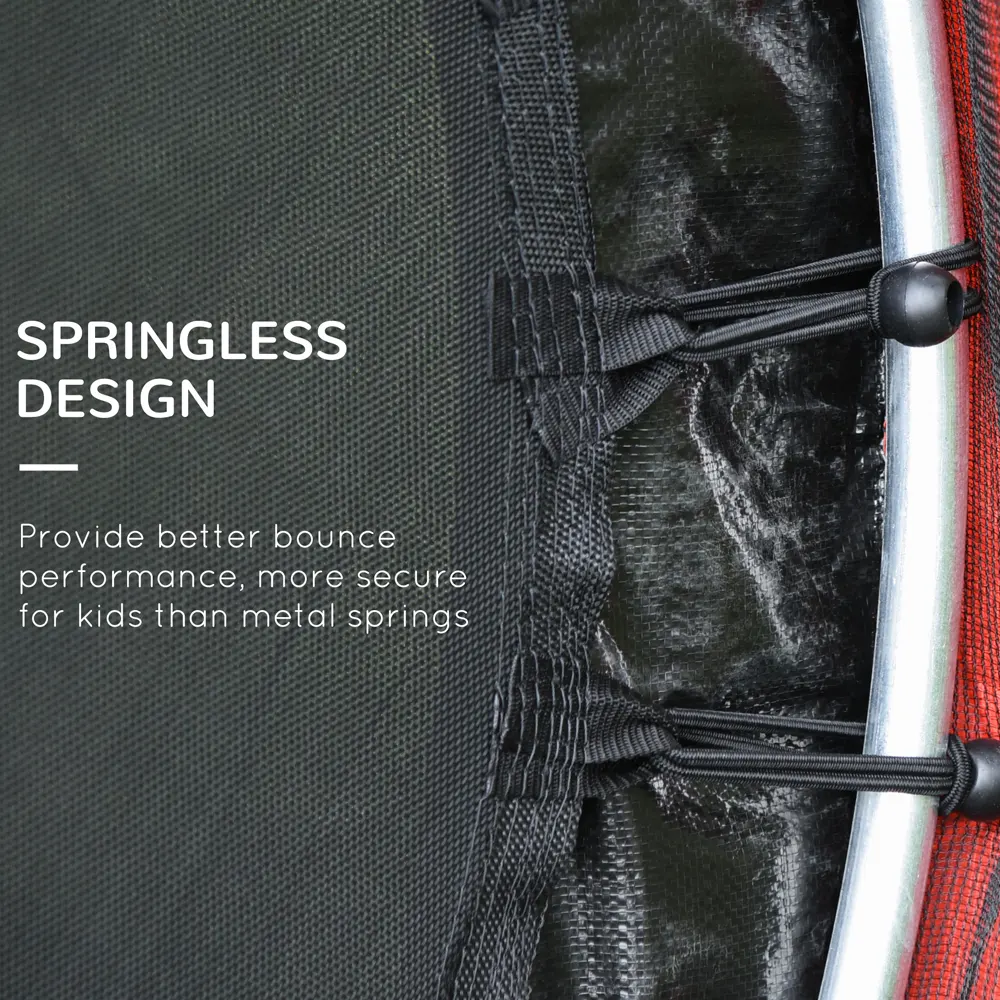 SPRINGLESS
DESIGN
Provide better bounce
performance, more secure
for kids than metal springs